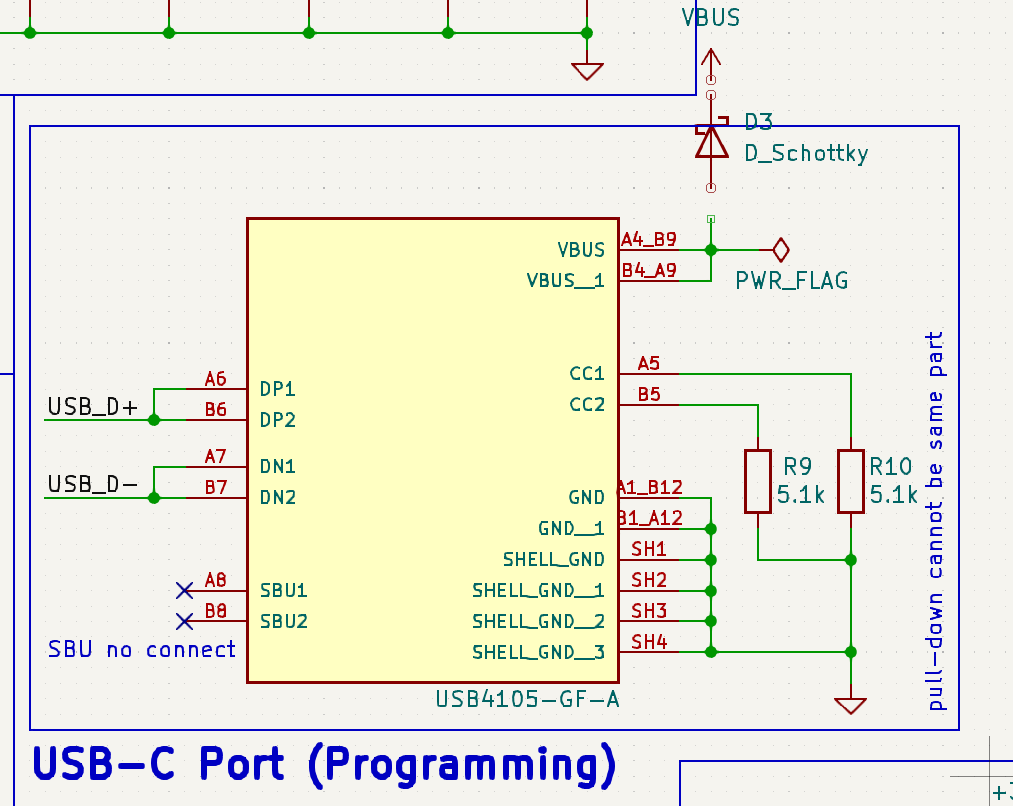 VBUS
D3
D_Schottky
A4_B9
VBUS
B4_A9
VBUS__1
PWR_FLAG
A5
CC1
B5
CC2
A6
DP1
USB_D+
B6
DP2
A7
DN1
USB_D-
B7
DN2
R9
5.1k
R10
5.1k
pull-down cannot be same part
A1_B12
GND
B1_A12
GND__1
SH1
SHELL_GND
SH2
SHELL_GND__1
SH3
SHELL_GND__2
SH4
SHELL_GND__3
A8
SBU1
B8
SBU2
SBU no connect
USB4105-GF-A
USB-C Port (Programming)